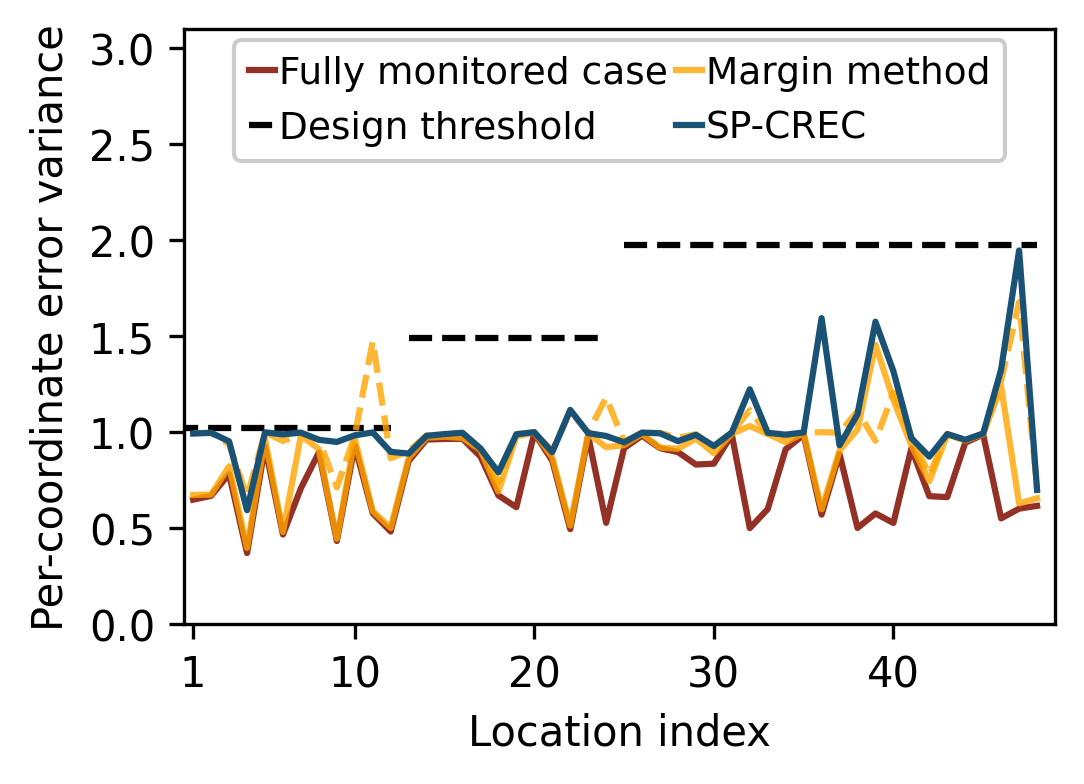 Per-coordinate error variance
3.0
2.5
2.0
1.5
1.0
0.5
0.0
Fully monitored case
Margin method
Design threshold
SP-CREC
1
10
20
30
40
Location index